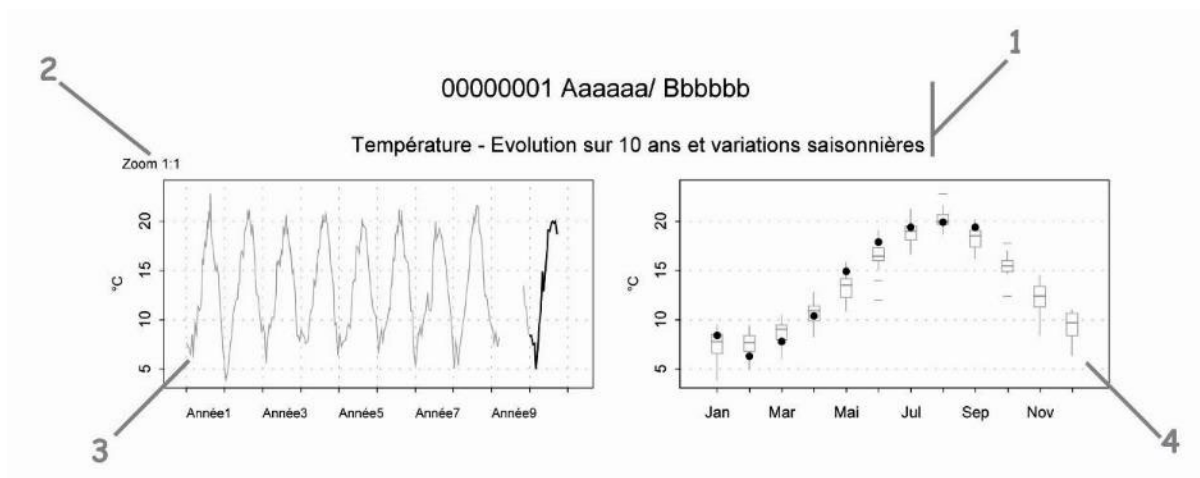 1
2
00000001 Aaaaaa/ Bbbbbb
Température - Evolution sur 10 ans et variations saisonnières
Zoom 1:1
20
15
10
5
°C
Année1 Année3 Année5 Année7 Année9
20
15
10
5
°C
Jan Mar Mai Jul Sep Nov
3
4